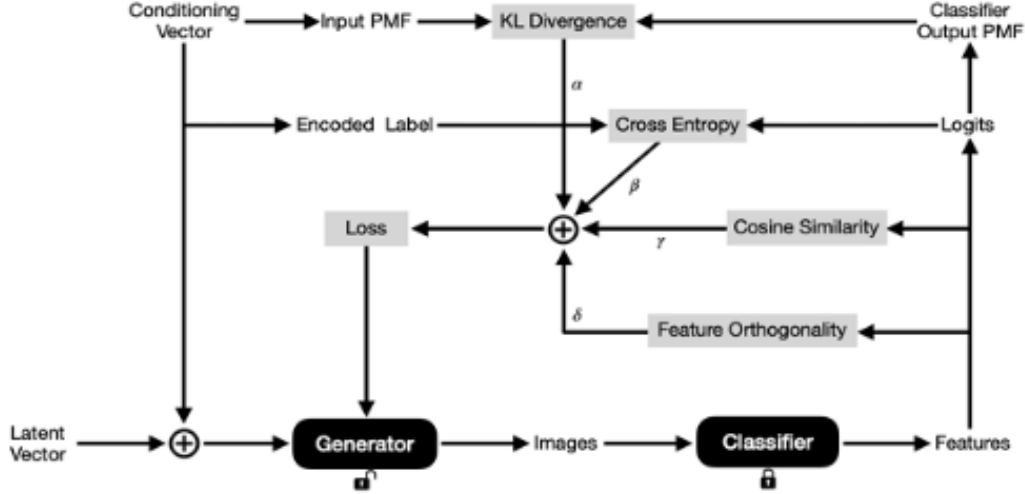 Conditioning
Vector
Input PMF
KL Divergence
Classifier
Output PMF
α
Encoded Label
Cross Entropy
Logits
β
Loss
γ
Cosine Similarity
δ
Feature Orthogonality
Latent
Vector
Generator
Images
Classifier
Features